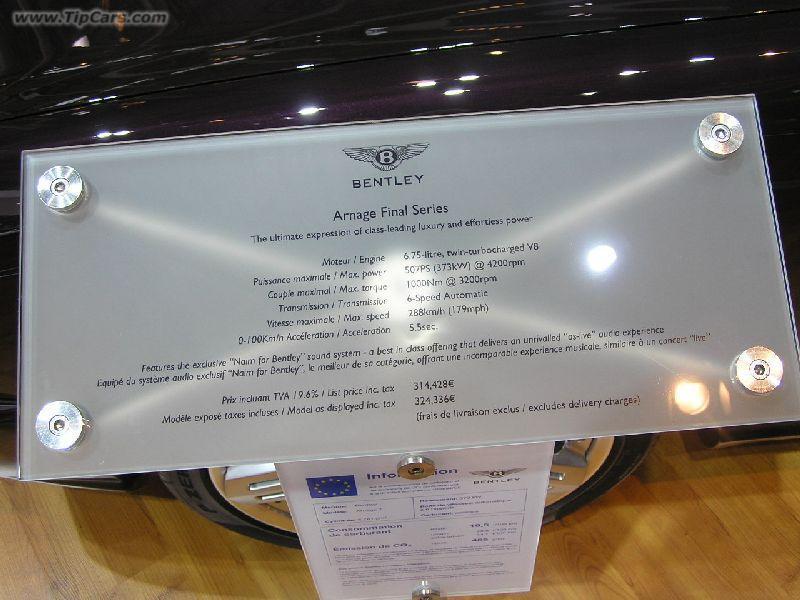 www.TipCars.com
B
BENTLEY
Arnage Final Series
The ultimate expression of class-leading luxury and effortless power
Moteur / Engine 6.75-litre, twin-turbocharged V8
Puissance maximale / Max. power 507PS (373kW) @ 4200rpm
Couple maximal / Max. torque 1000Nm @ 3200rpm
Transmission / Transmission 6-Speed Automatic
Vitesse maximale / Max. speed 288km/h (179mph)
0-100Km/h Accélération / Acceleration 5.5sec.
Features the exclusive "Naim for Bentley" sound system - a best in class offering that delivers an unrivalled "as-live" audio experience
Equipé du système audio exclusif "Naim for Bentley", le meilleur de sa catégorie, offrant une incomparable experience musicale, similaire à un concert "live"
Prix incluant TVA 19.6% / List price inc. tax 314,428€
Modèle exposé taxes incluses / Model as displayed inc. tax 324,336€
(frais de livraison exclus / excludes delivery charges)
Information
BENTLEY
Consommation
de carburant
Emission de CO₂